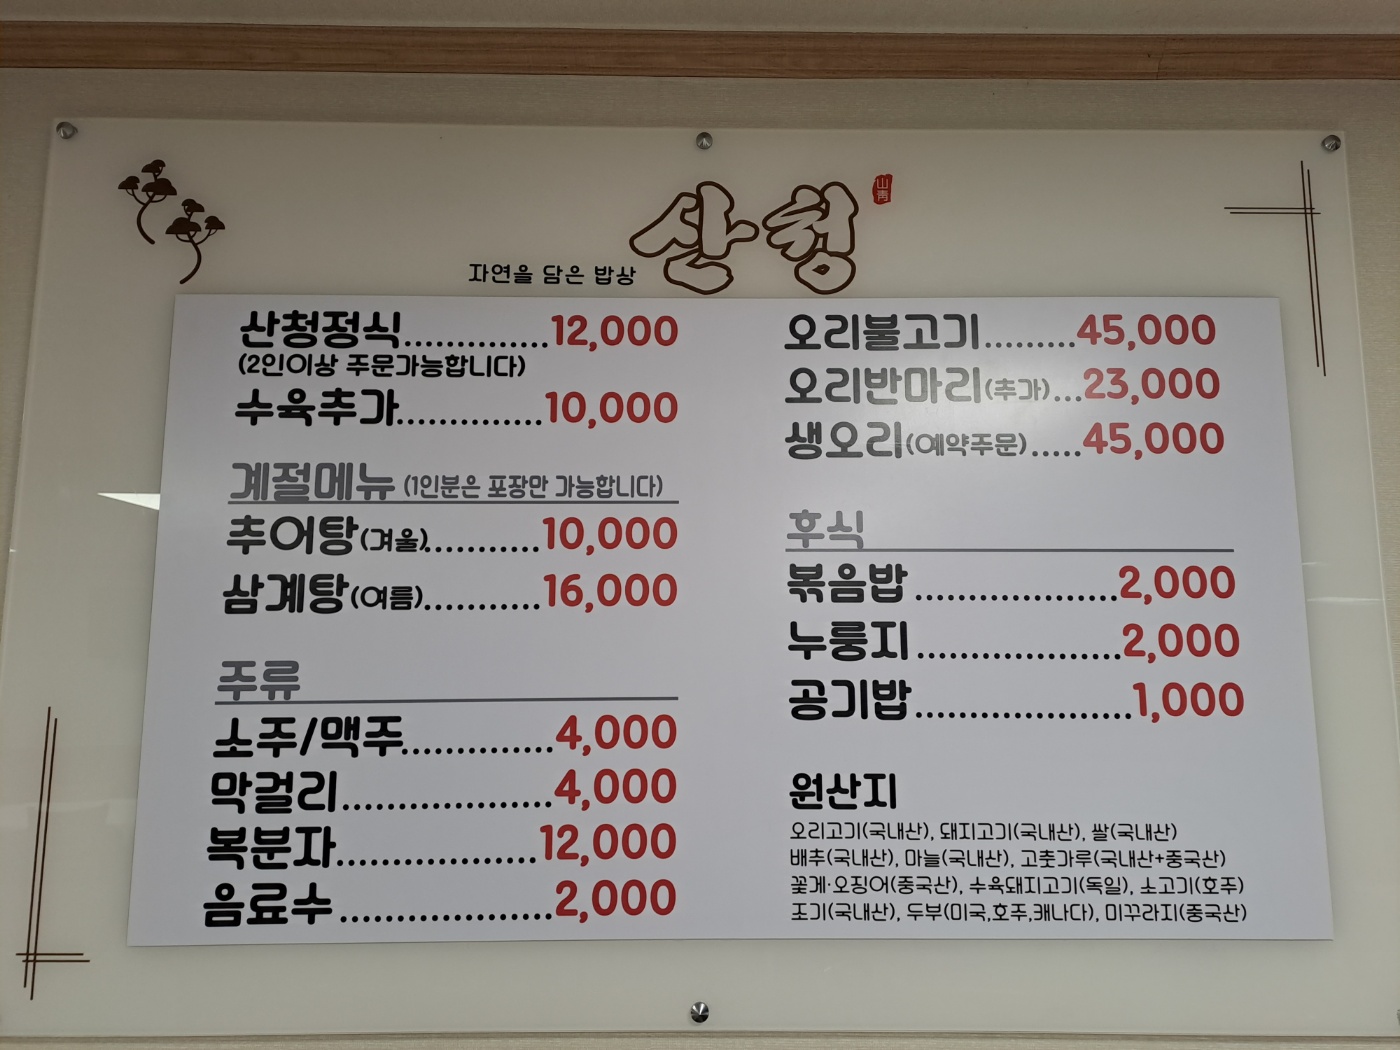 산청
山靑
자연을 담은 밥상
산청정식...............12,000
(2인이상 주문가능합니다)
수육추가...............10,000
계절메뉴 (1인분은 포장만 가능합니다)
추어탕(겨울)............10,000
삼계탕(여름)............16,000
주류
소주/맥주...............4,000
막걸리......................4,000
복분자.....................12,000
음료수......................2,000
오리불고기.........45,000
오리반마리(추가)...23,000
생오리(예약주문).....45,000
후식
볶음밥.....................2,000
누룽지.....................2,000
공기밥.......................1,000
원산지
오리고기(국내산), 돼지고기(국내산), 쌀(국내산)
배추(국내산), 마늘(국내산), 고춧가루(국내산+중국산)
꽃게·오징어(중국산), 수육돼지고기(독일), 소고기(호주)
조기(국내산), 두부(미국,호주,캐나다), 미꾸라지(중국산)